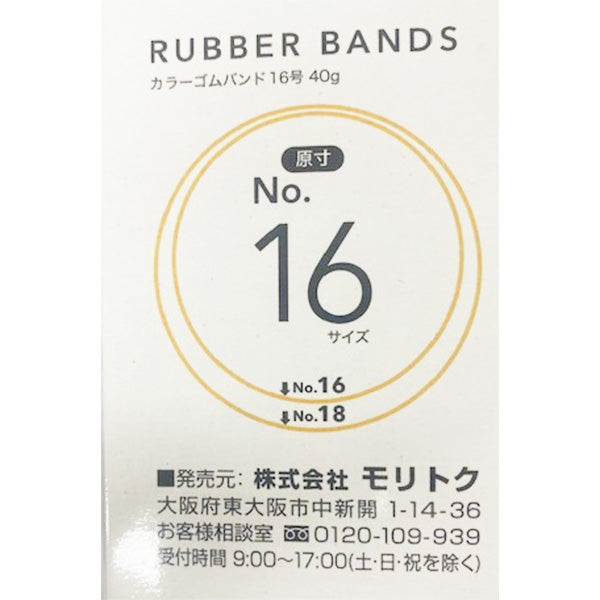 RUBBER BANDS
カラーゴムバンド16号 40g
原寸
No.
16
サイズ
⬇No.16
⬇No.18
■発売元: 株式会社 モリトク
大阪府東大阪市中新開 1-14-36
お客様相談室 0120-109-939
受付時間 9:00〜17:00(土・日・祝を除く)